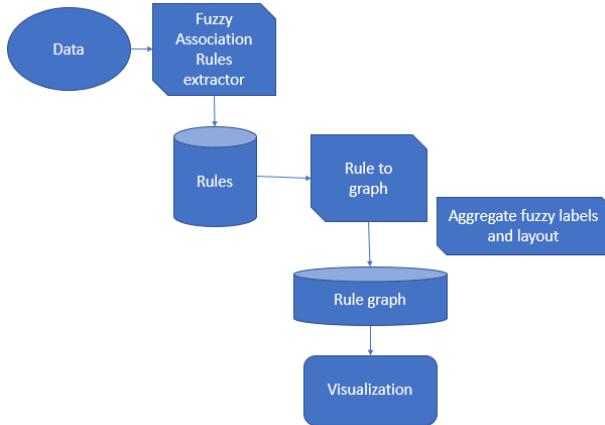 Data
Fuzzy
Association
Rules
extractor
Rules
Rule to
graph
Aggregate fuzzy labels
and layout
Rule graph
Visualization